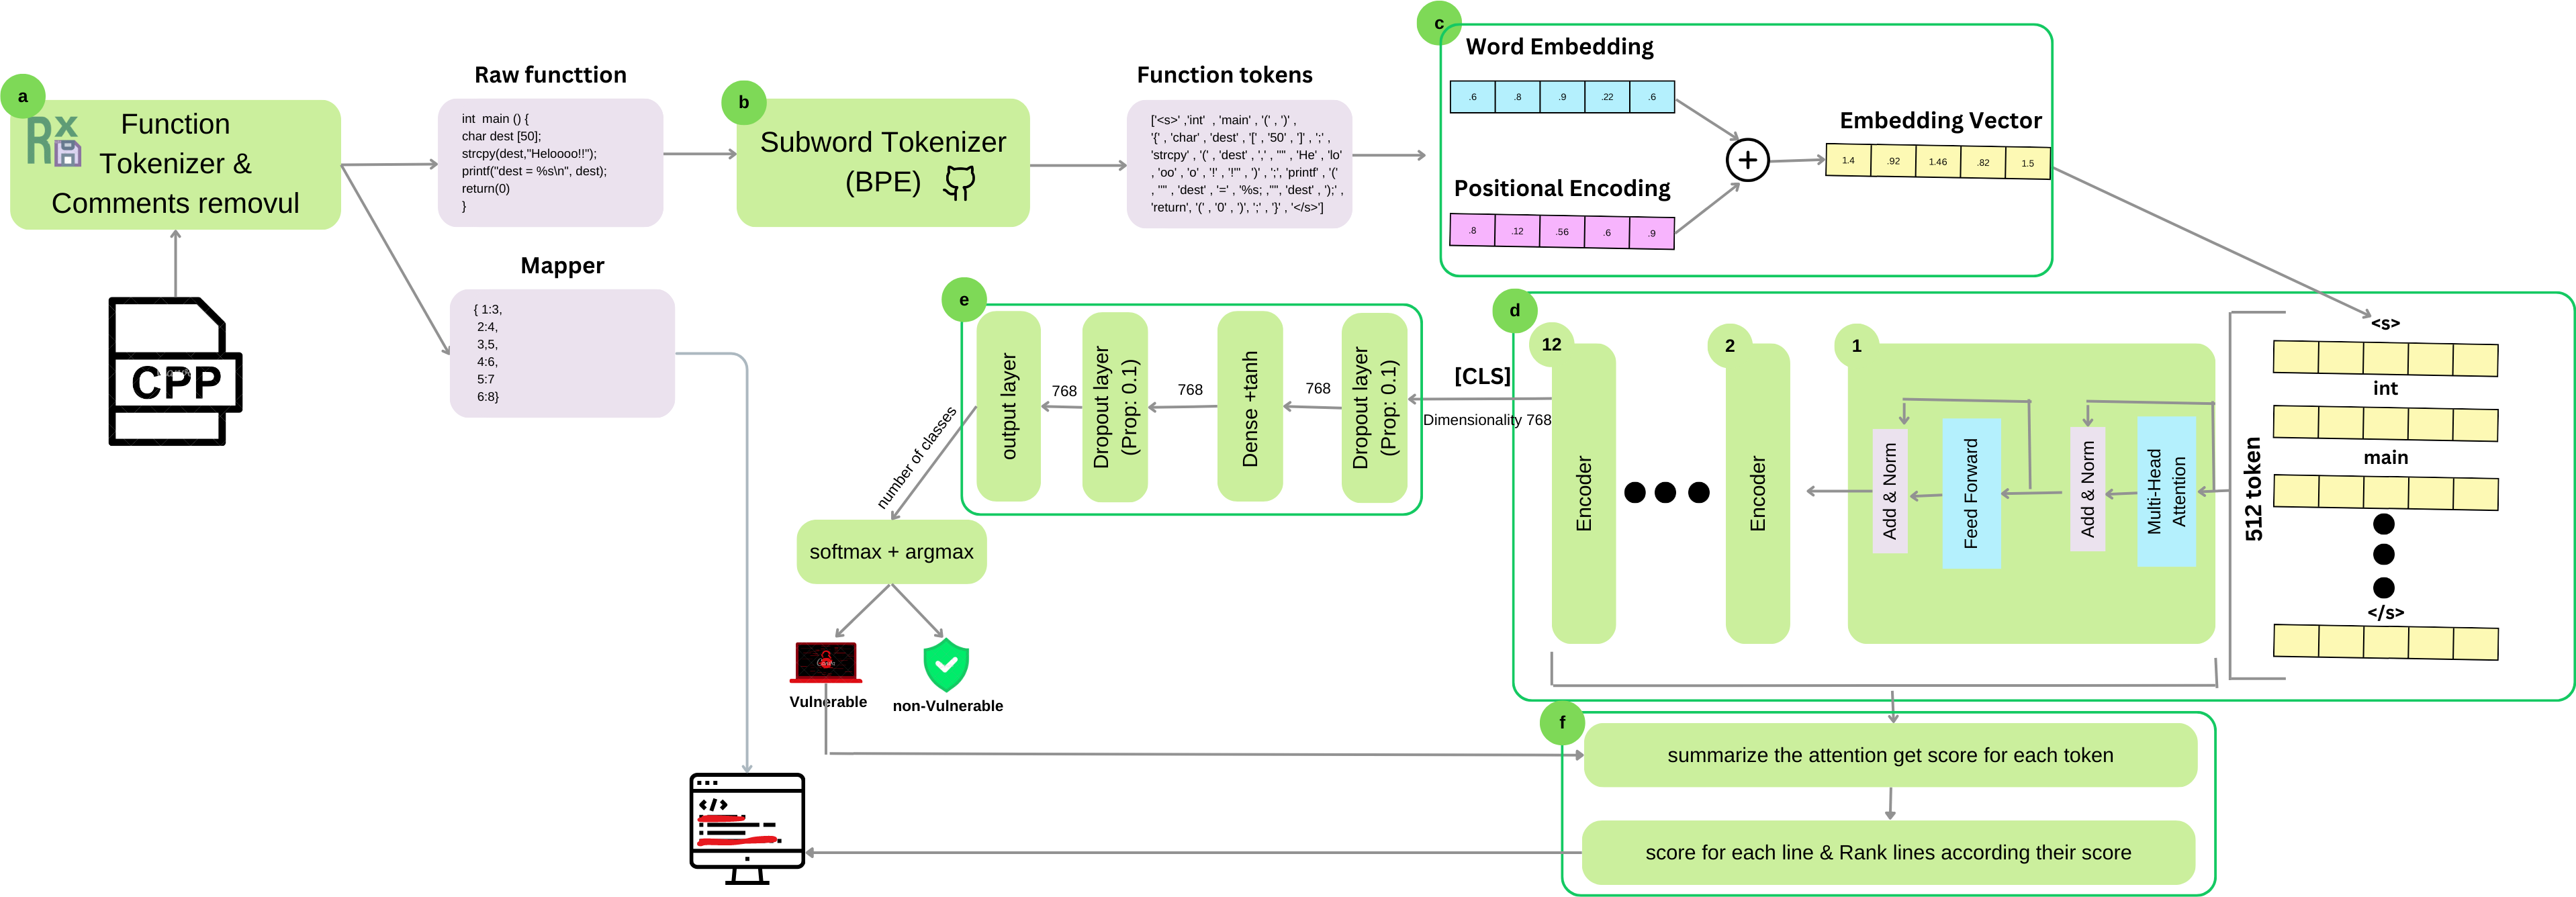 a
Function
Tokenizer &
Comments removul
Rx
CPP
Raw functtion
int main () {
char dest [50];
strcpy(dest,"Heloooo!!");
printf("dest = %s\n", dest);
return(0)
}
Mapper
{ 1:3,
2:4,
3,5,
4:6,
5:7
6:8}
b
Subword Tokenizer
(BPE)
Function tokens
['<s>' ,'int' , 'main' , '(' , ')' ,
'{' , 'char' , 'dest' , '[' , '50' , ']' , ';' ,
'strcpy' , '(' , 'dest' , ',' , '"' , 'He' , 'lo'
, 'oo' , 'o' , '!' , '!"' , ')' , ';', 'printf' , '('
, '"' , 'dest' , '=' , '%s; ,'"', 'dest' , ');' ,
'return', '(' , '0' , ')', ';' , '}' , '</s>']
c
Word Embedding
.6 .8 .9 .22 .6
Positional Encoding
.8 .12 .56 .6 .9
+
Embedding Vector
1.4 .92 1.46 .82 1.5
d
12
Encoder
2
Encoder
1
Add & Norm
Feed Forward
Add & Norm
Multi-Head
Attention
512 token
<s>
int
main
</s>
[CLS]
Dimensionality 768
e
output layer
768
Dropout layer
(Prop: 0.1)
768
Dense +tanh
768
Dropout layer
(Prop: 0.1)
number of classes
softmax + argmax
Vulnerable
non-Vulnerable
f
summarize the attention get score for each token
score for each line & Rank lines according their score
</>